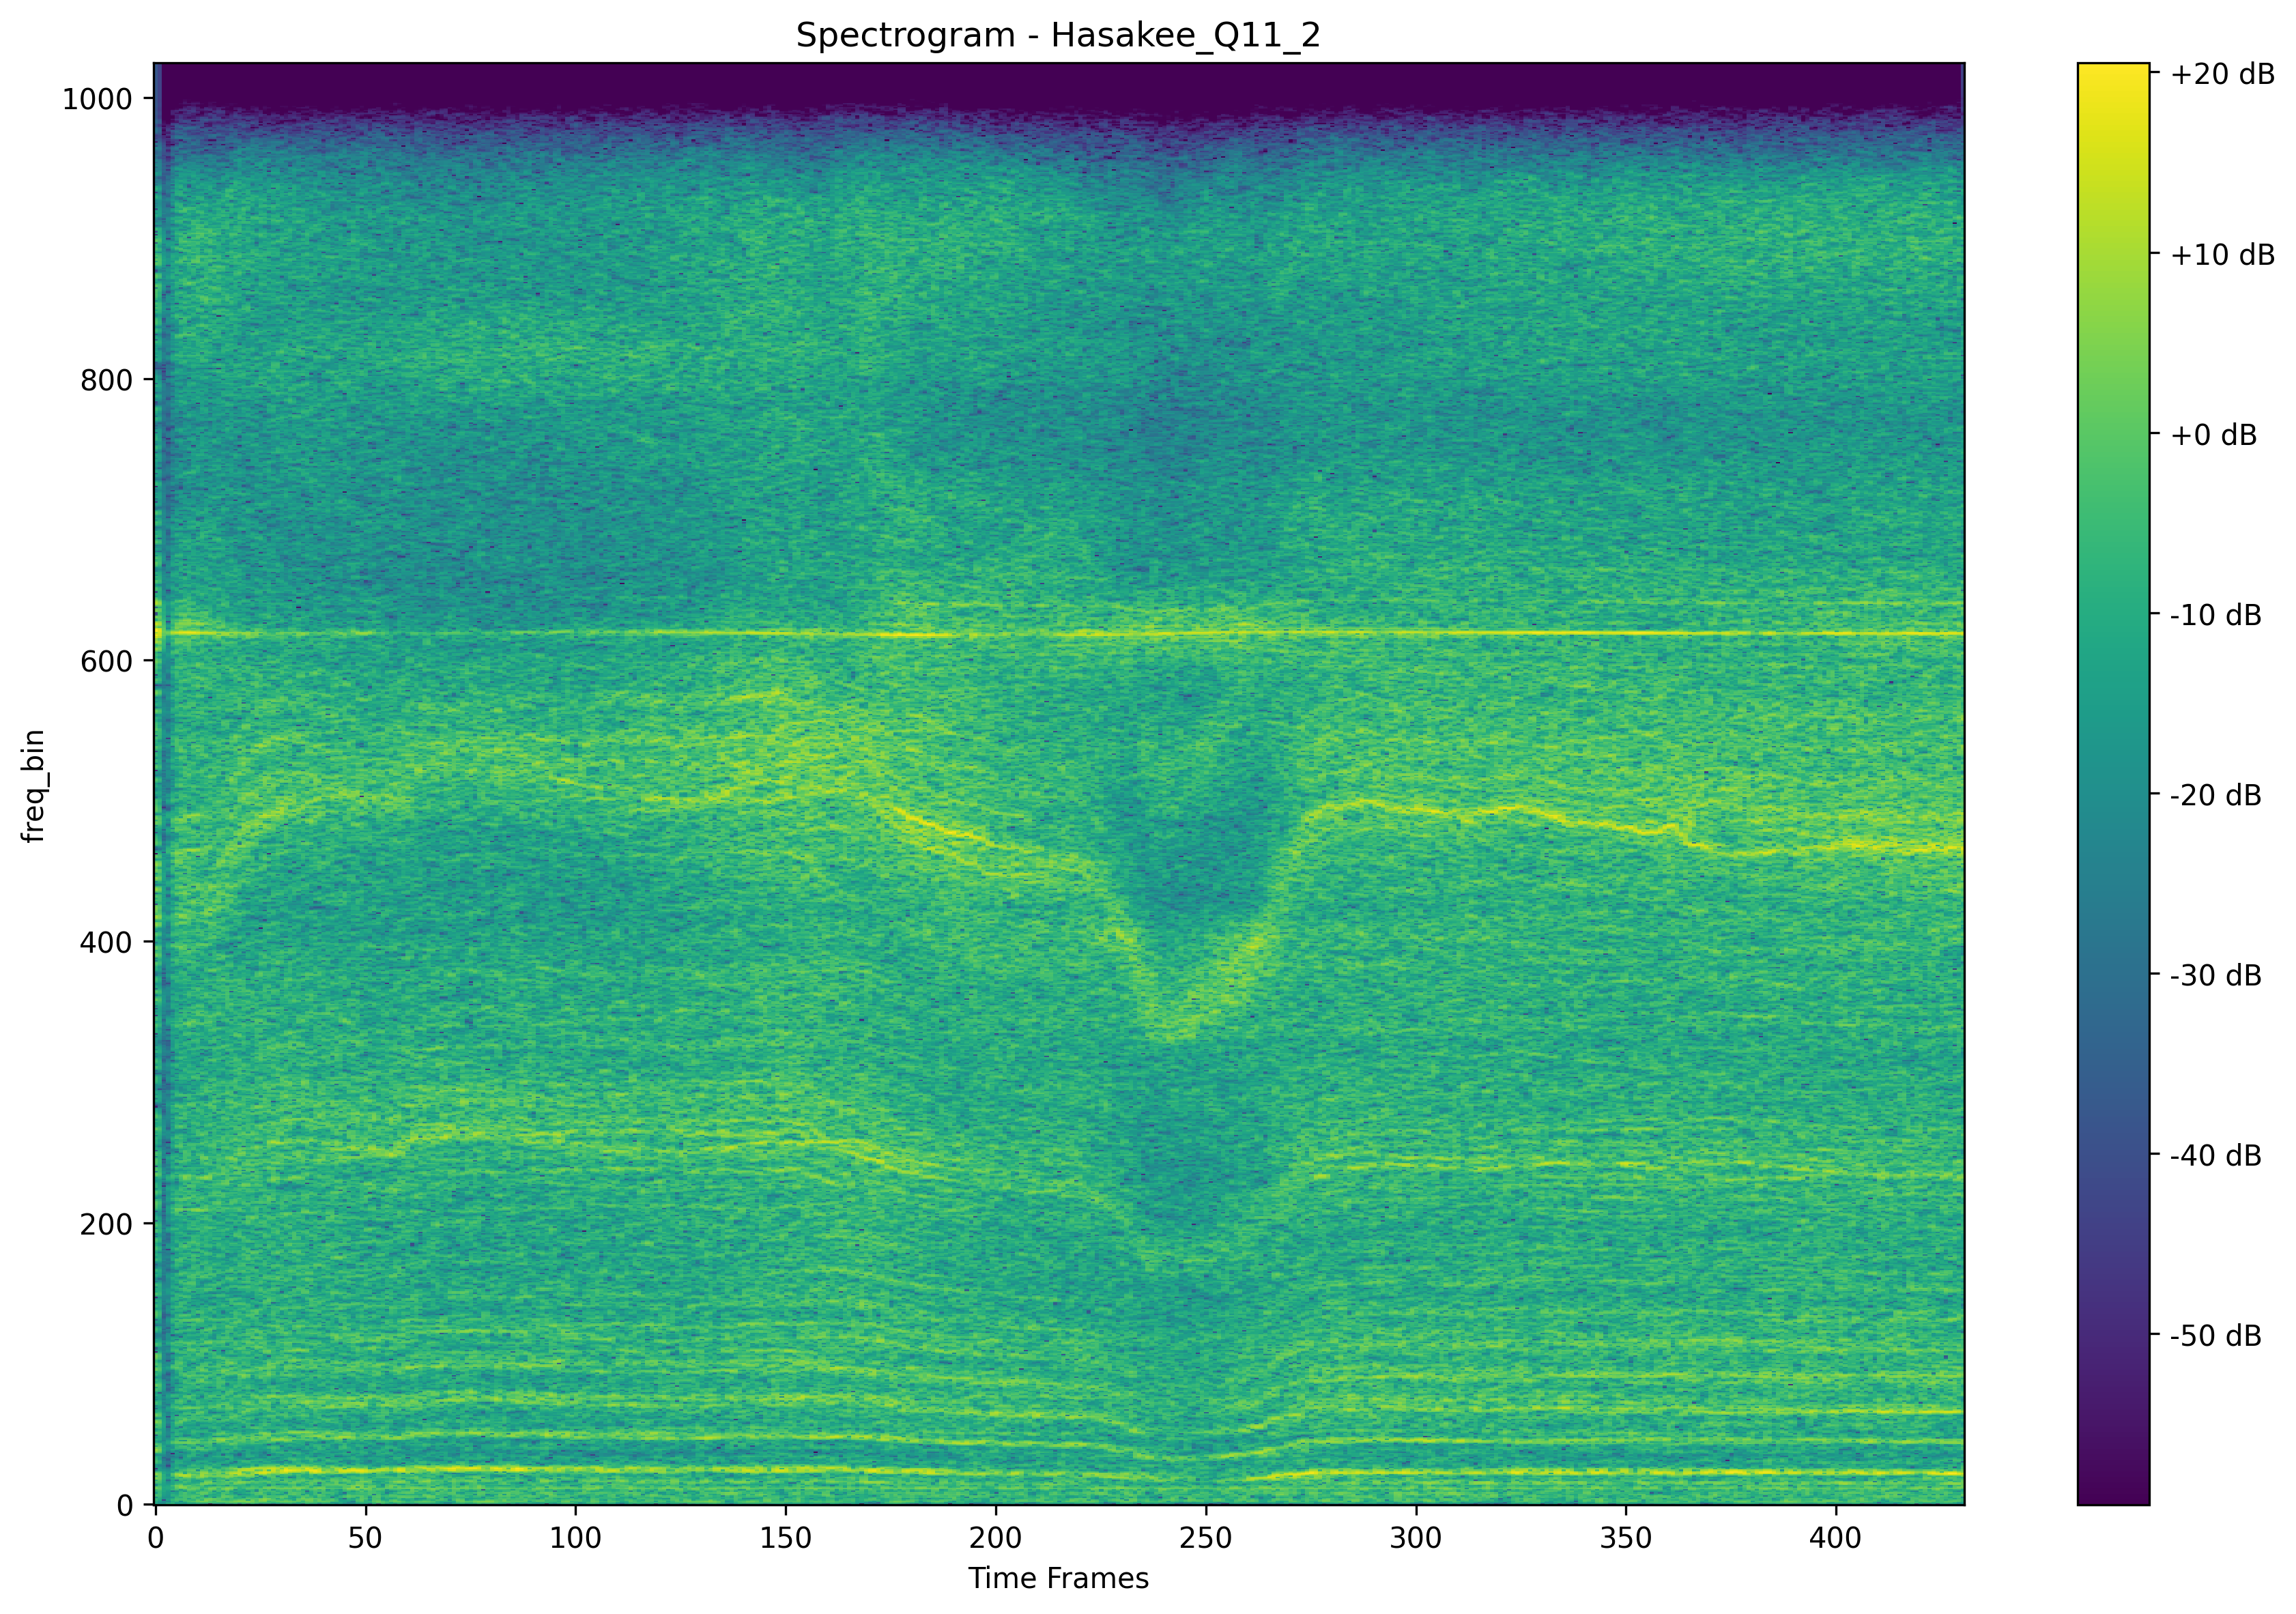 Spectrogram - Hasakee_Q11_2
1000
800
600
400
200
0
freq_bin
0 50 100 150 200 250 300 350 400
Time Frames
+20 dB
+10 dB
+0 dB
-10 dB
-20 dB
-30 dB
-40 dB
-50 dB